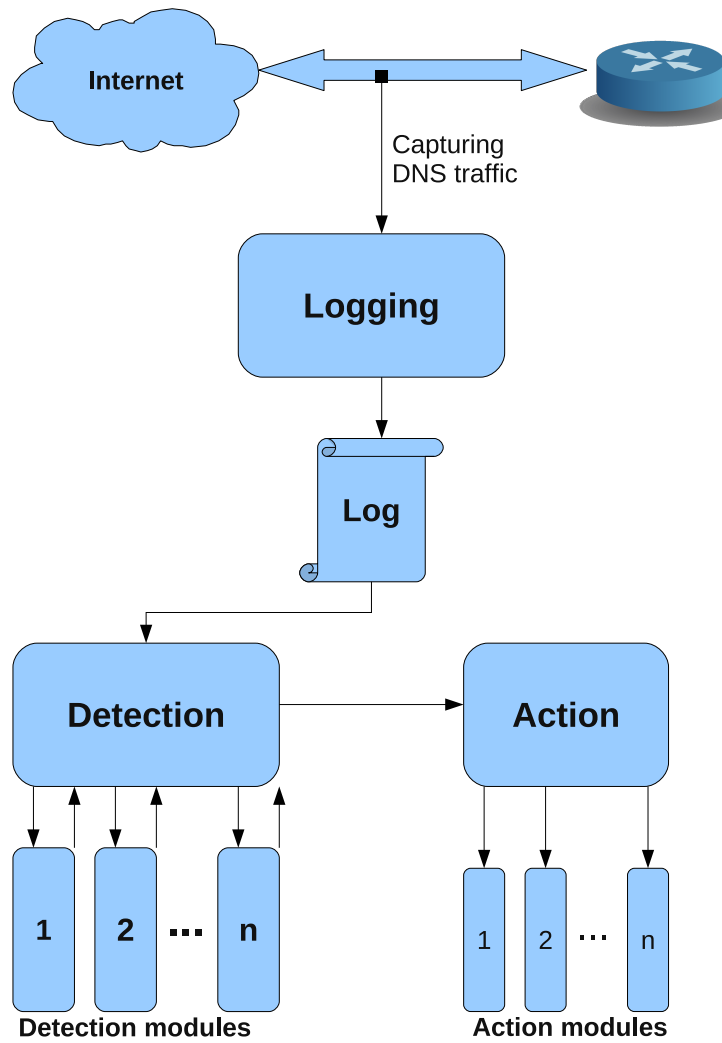 Internet
Capturing
DNS traffic
Logging
Log
Detection
Action
1
2
...
n
1
2
...
n
Detection modules
Action modules